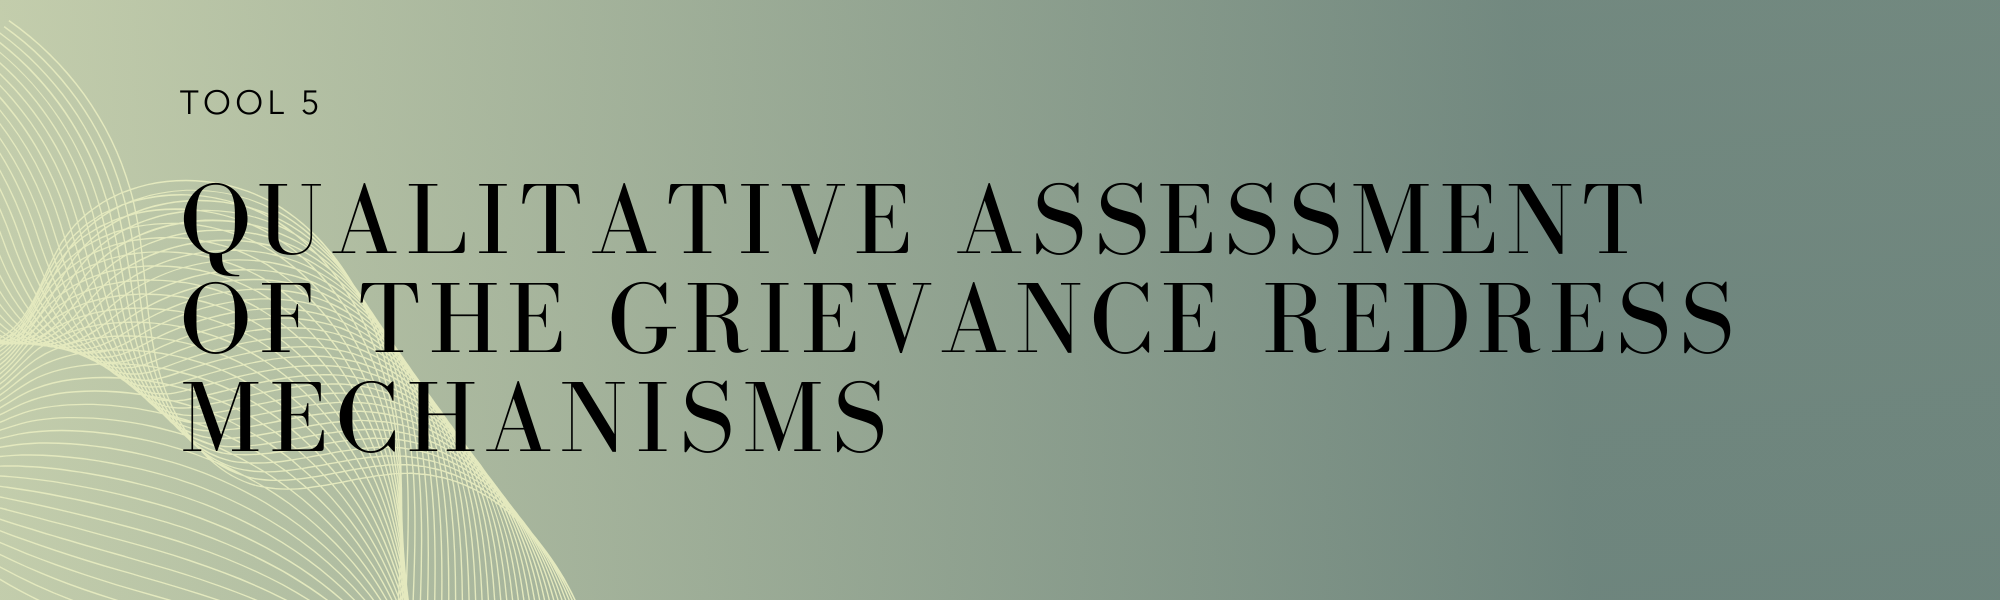 TOOL 5
QUALITATIVE ASSESSMENT
OF THE GRIEVANCE REDRESS
MECHANISMS